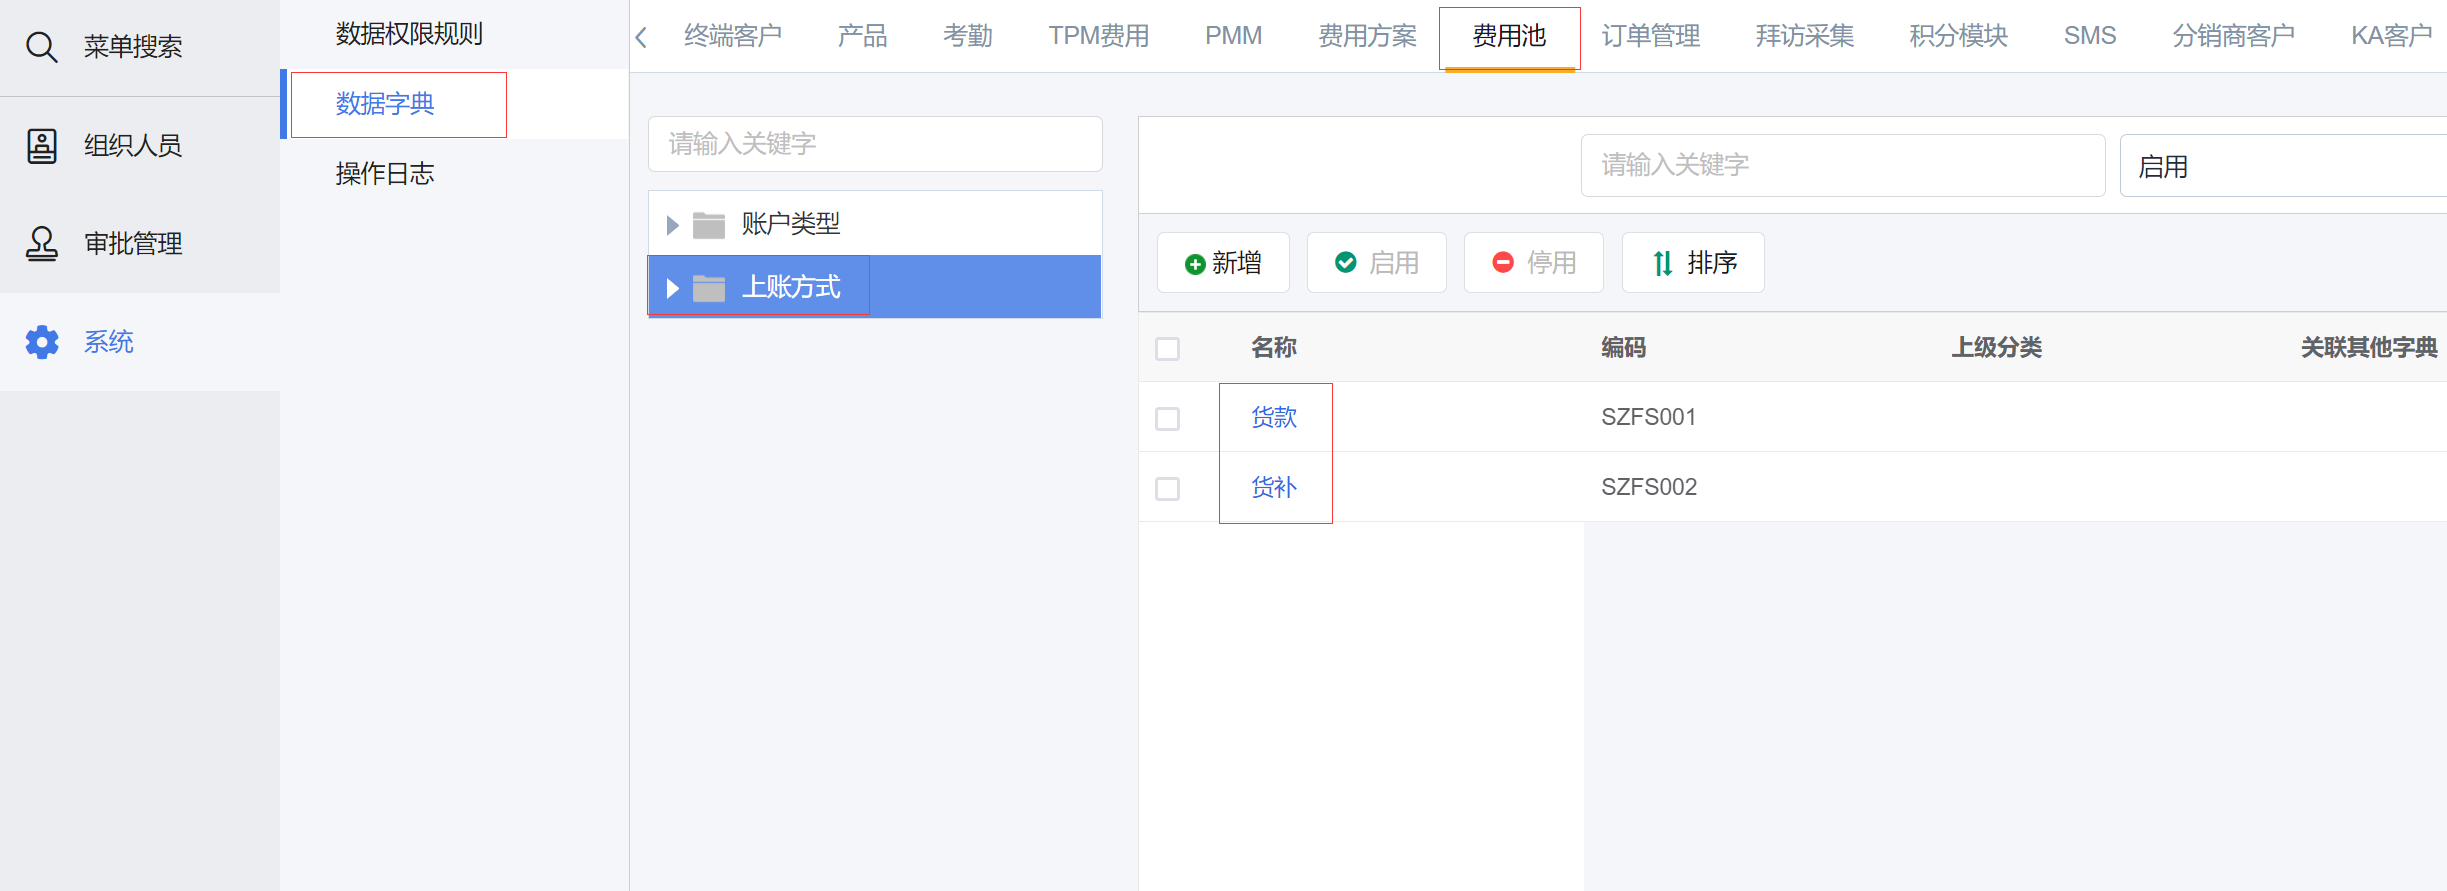 菜单搜索
组织人员
审批管理
系统
数据权限规则
数据字典
操作日志
终端客户 产品 考勤 TPM费用 PMM 费用方案 费用池 订单管理 拜访采集 积分模块 SMS 分销商客户 KA客户
请输入关键字
账户类型
上账方式
请输入关键字 启用
新增 启用 停用 排序
名称 编码 上级分类 关联其他字典
货款 SZFS001
货补 SZFS002